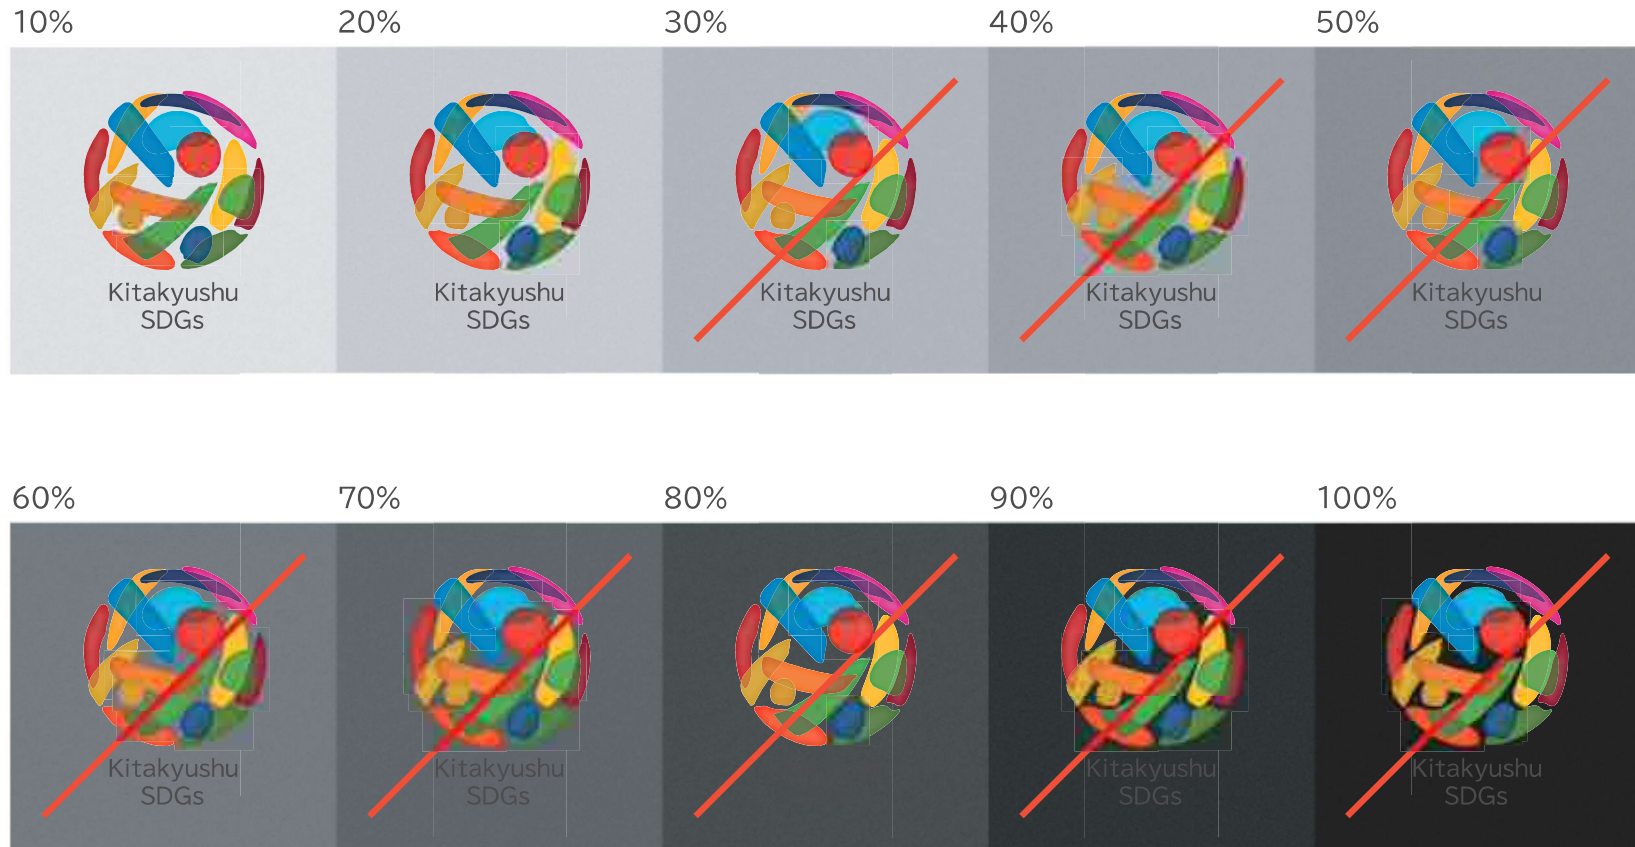 10% 20% 30% 40% 50%
Kitakyushu Kitakyushu Kitakyushu Kitakyushu Kitakyushu
SDGs SDGs SDGs SDGs SDGs
60% 70% 80% 90% 100%
Kitakyushu Kitakyushu Kitakyushu Kitakyushu
SDGs SDGs SDGs SDGs